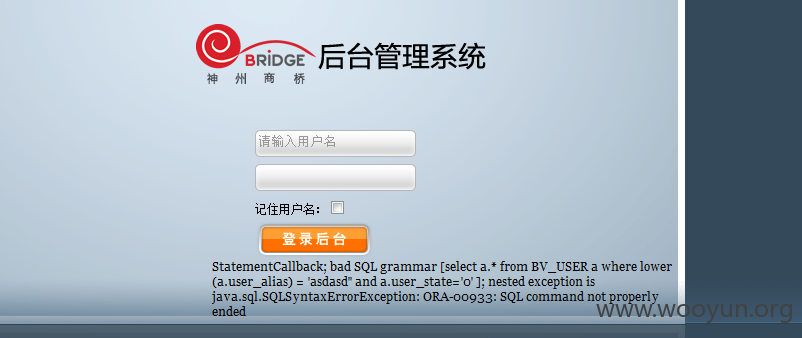 BRiDGE
神州商桥
后台管理系统
请输入用户名
记住用户名：
登录后台
StatementCallback; bad SQL grammar [select a.* from BV_USER a where lower
(a.user_alias) = 'asdasd'' and a.user_state='0' ]; nested exception is
java.sql.SQLSyntaxErrorException: ORA-00933: SQL command not properly
ended
www.wooyun.org